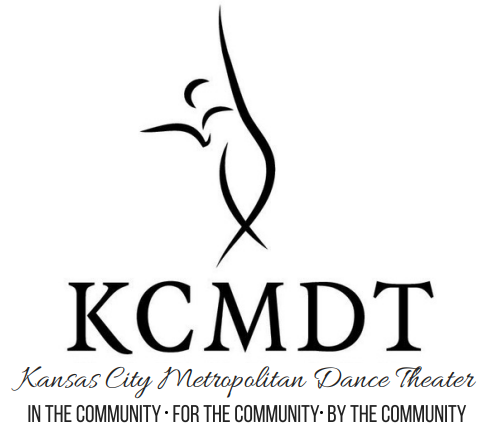 KCMDT
Kansas City Metropolitan Dance Theater
IN THE COMMUNITY · FOR THE COMMUNITY· BY THE COMMUNITY